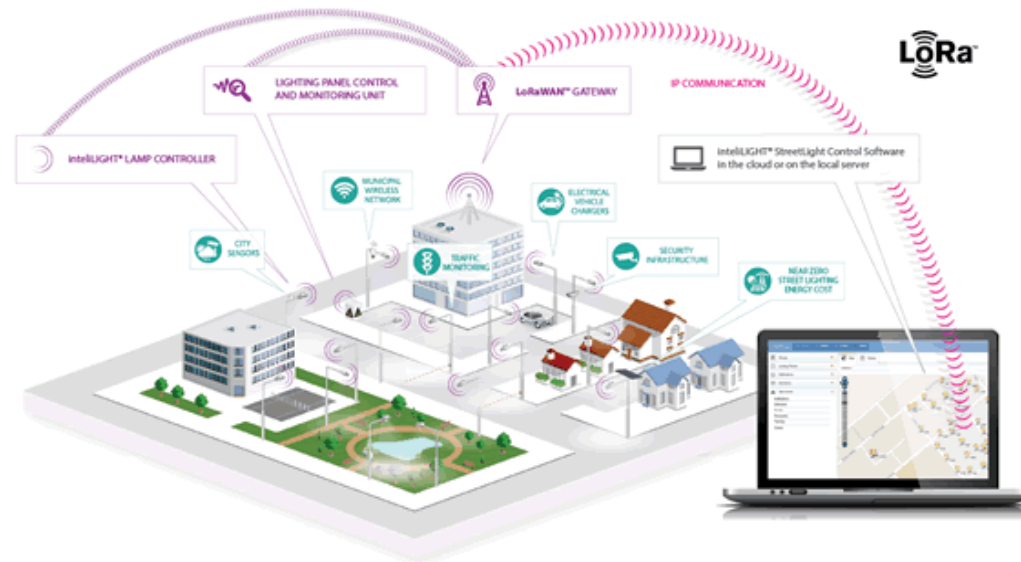 LoRa™
LIGHTING PANEL CONTROL
AND MONITORING UNIT
LoRaWAN™ GATEWAY
IP COMMUNICATION
inteliLIGHT® LAMP CONTROLLER
inteliLIGHT® StreetLight Control Software
in the cloud or on the local server
MUNICIPAL
WIRELESS
NETWORK
ELECTRICAL
VEHICLE
CHARGERS
CITY
SENSORS
TRAFFIC
MONITORING
SECURITY
INFRASTRUCTURE
NEAR ZERO
STREET LIGHTING
ENERGY COST